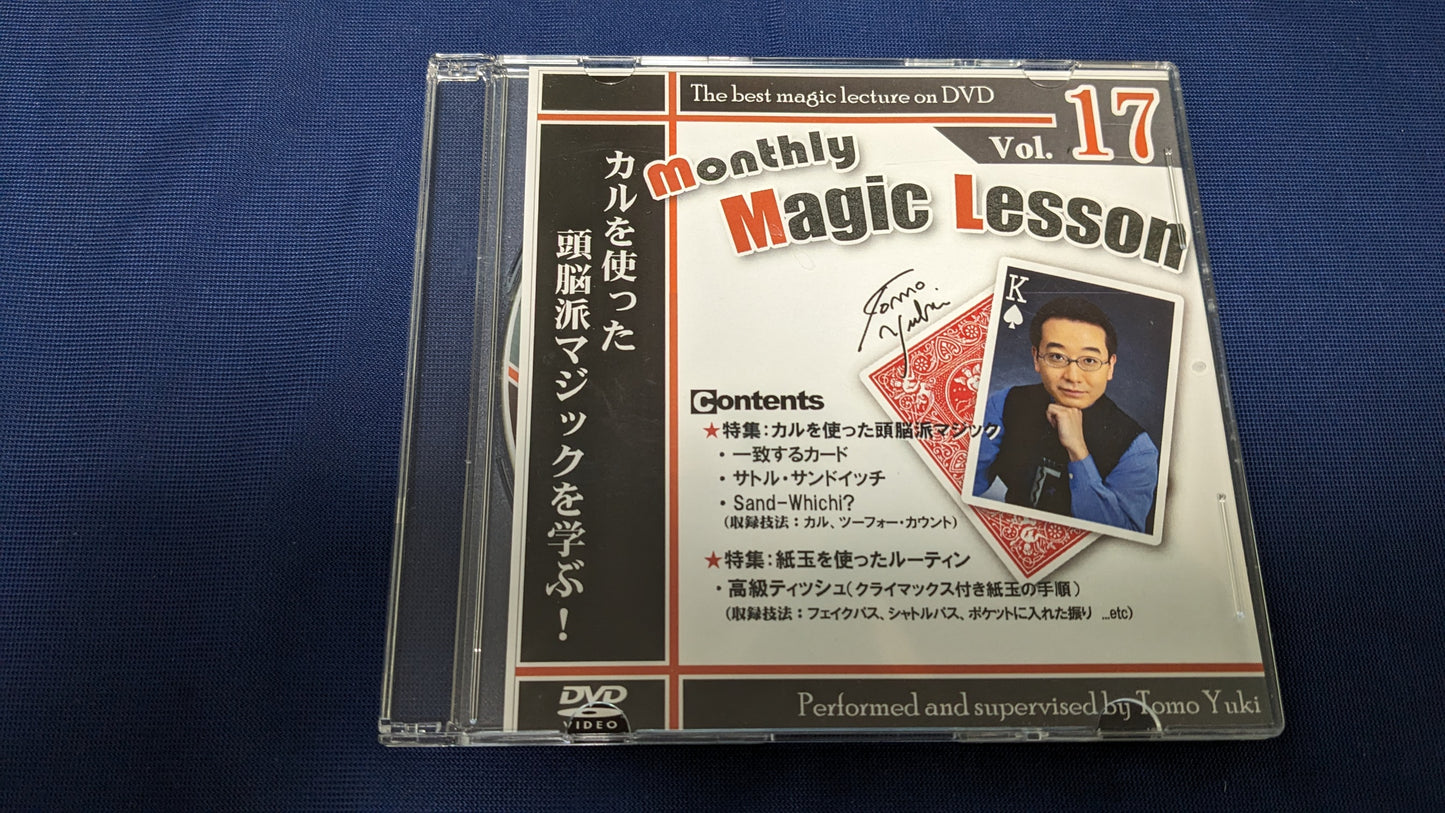 The best magic lecture on DVD
Vol. 17
Monthly
Magic Lesson
カルを使った
頭脳派マジックを学ぶ!
Tomo
Yuki
K
Contents
★特集:カルを使った頭脳派マジック
・一致するカード
・サトル・サンドイッチ
・Sand-Whichi?
(収録技法:カル、ツーフォー・カウント)
★特集:紙玉を使ったルーティン
・高級ティッシュ(クライマックス付き紙玉の手順)
(収録技法:フェイクパス、シャトルパス、ポケットに入れた振り ...etc)
DVD
VIDEO
Performed and supervised by Tomo Yuki